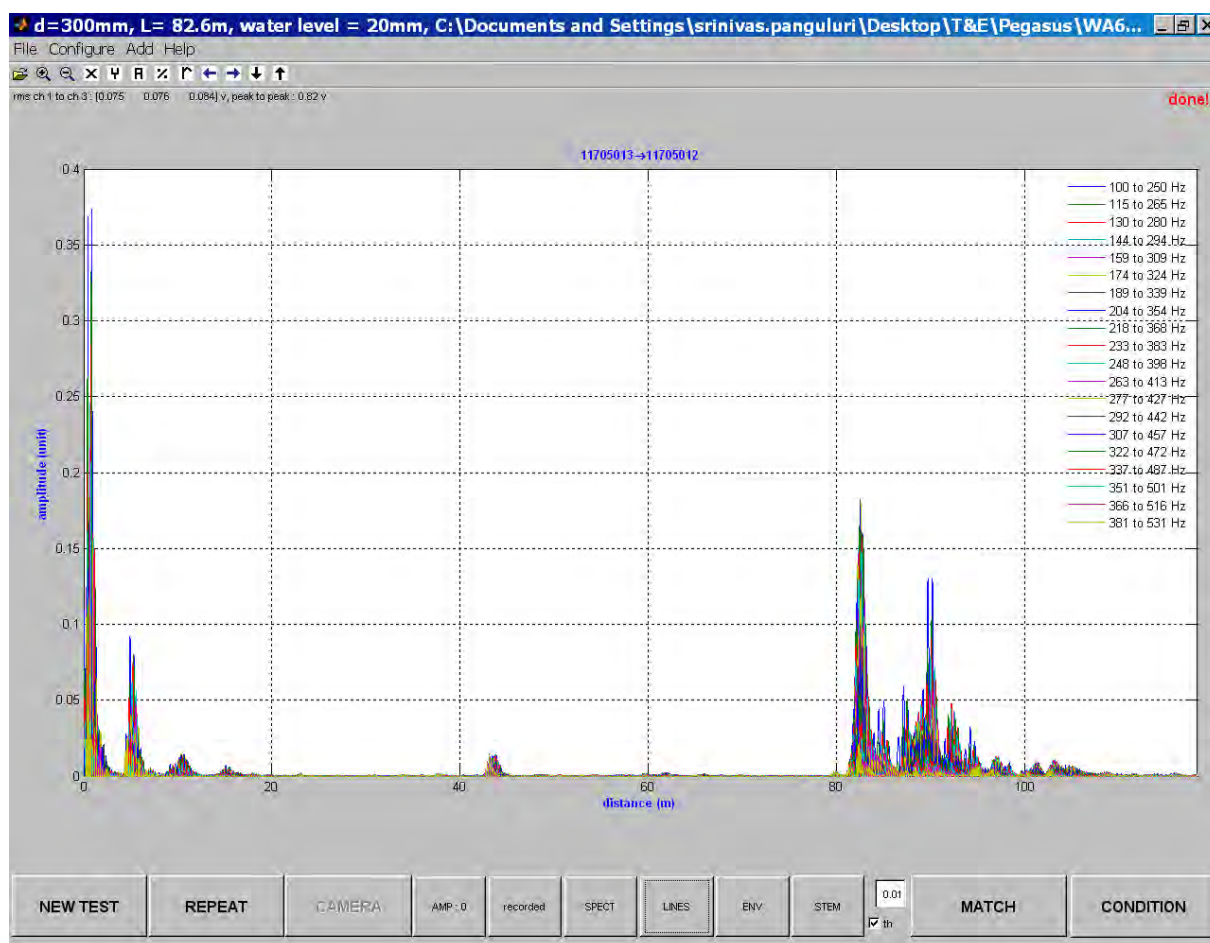 d=300mm, L= 82.6m, water level = 20mm, C:\Documents and Settings\srinivas.panguluri\Desktop\T&E\Pegasus\WA6...
File Configure Add Help
rms ch 1 to ch 3 : [0.075 0.076 0.084] v, peak to peak : 0.82 v
done!
11705013→11705012
0.4
0.35
0.3
0.25
0.2
0.15
0.1
0.05
0
amplitude (unit)
100 to 250 Hz
115 to 265 Hz
130 to 280 Hz
144 to 294 Hz
159 to 309 Hz
174 to 324 Hz
189 to 339 Hz
204 to 354 Hz
218 to 368 Hz
233 to 383 Hz
248 to 398 Hz
263 to 413 Hz
277 to 427 Hz
292 to 442 Hz
307 to 457 Hz
322 to 472 Hz
337 to 487 Hz
351 to 501 Hz
366 to 516 Hz
381 to 531 Hz
0 20 40 60 80 100
distance (m)
NEW TEST REPEAT CAMERA AMP : 0 recorded SPECT LINES ENV STEM 0.01 MATCH CONDITION
th